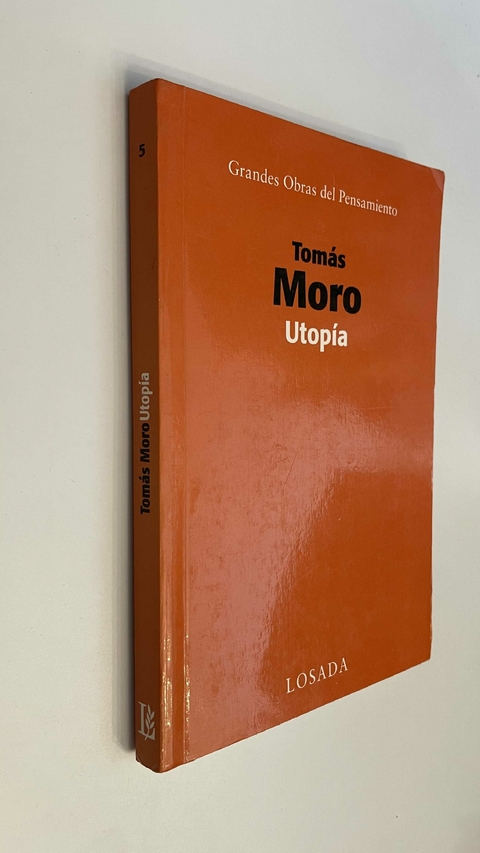 Grandes Obras del Pensamiento
Tomás
Moro
Utopía
LOSADA
5
Tomás Moro Utopía
L